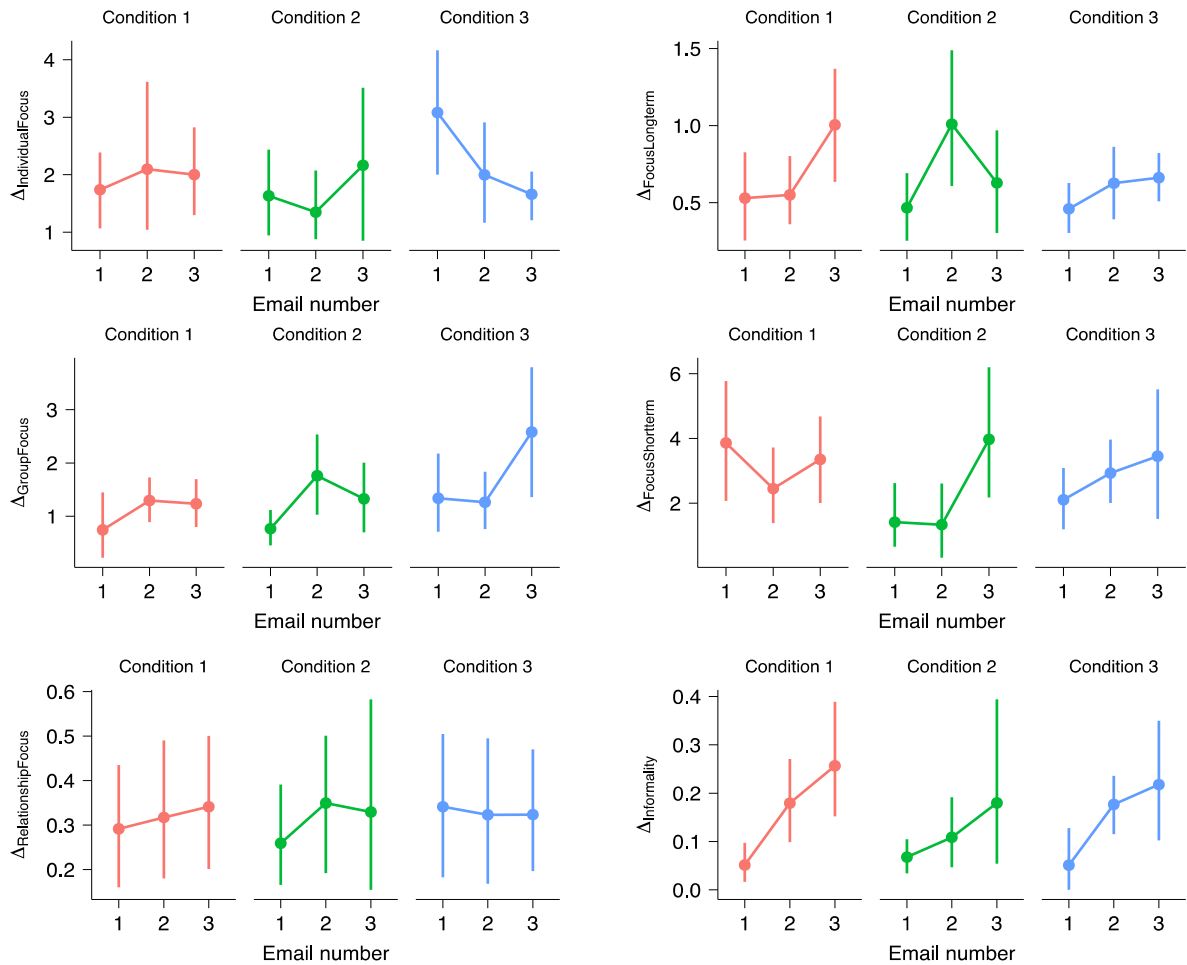 Condition 1 Condition 2 Condition 3
4
3
2
1
Δ IndividualFocus
1 2 3 1 2 3 1 2 3
Email number
Condition 1 Condition 2 Condition 3
1.5
1.0
0.5
Δ FocusLongterm
1 2 3 1 2 3 1 2 3
Email number
Condition 1 Condition 2 Condition 3
3
2
1
Δ GroupFocus
1 2 3 1 2 3 1 2 3
Email number
Condition 1 Condition 2 Condition 3
6
4
2
Δ FocusShortterm
1 2 3 1 2 3 1 2 3
Email number
Condition 1 Condition 2 Condition 3
0.6
0.5
0.4
0.3
0.2
Δ RelationshipFocus
1 2 3 1 2 3 1 2 3
Email number
Condition 1 Condition 2 Condition 3
0.4
0.3
0.2
0.1
0.0
Δ Informality
1 2 3 1 2 3 1 2 3
Email number